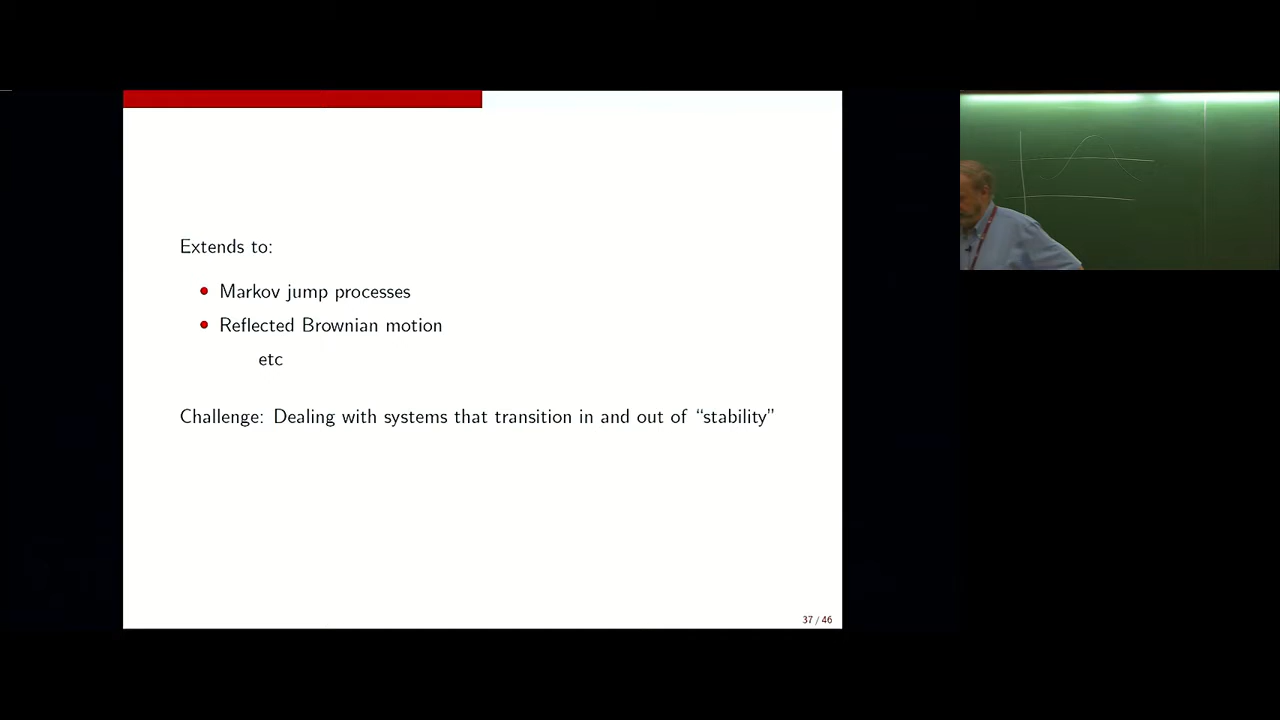 Extends to:
Markov jump processes
Reflected Brownian motion
etc
Challenge: Dealing with systems that transition in and out of “stability”
37 / 46